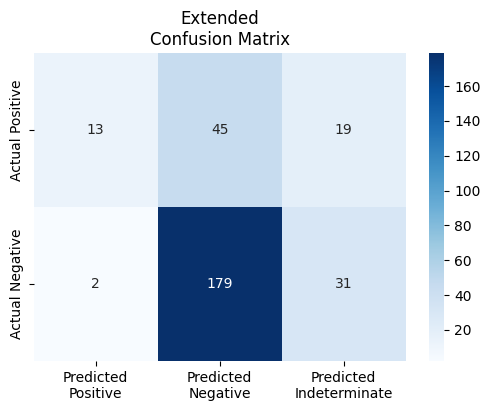 Extended
Confusion Matrix
Actual Positive
13 45 19
Actual Negative
2 179 31
Predicted
Positive
Predicted
Negative
Predicted
Indeterminate
160
140
120
100
80
60
40
20